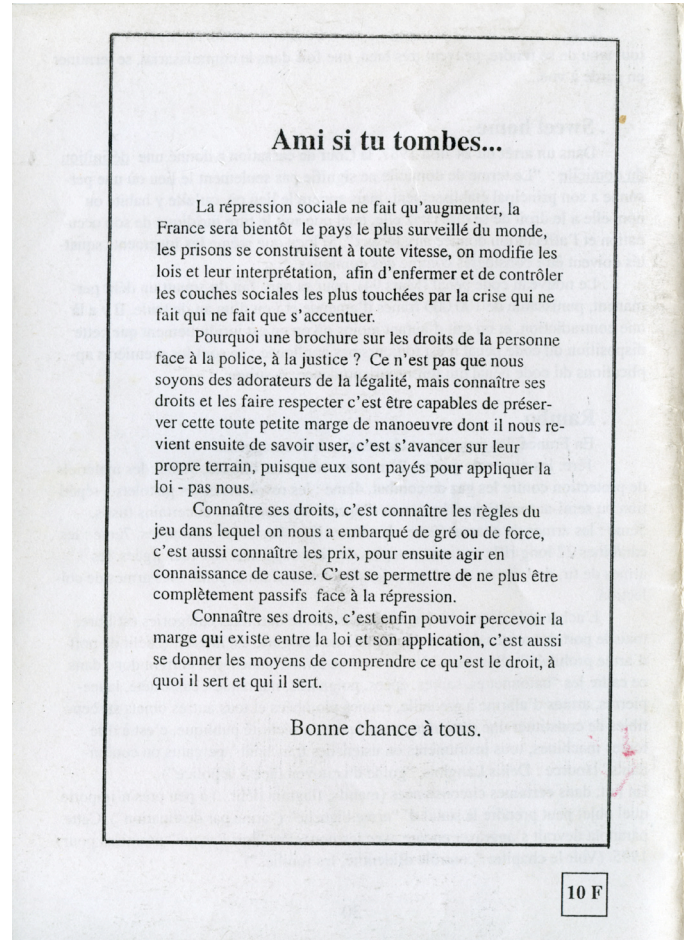 Ami si tu tombes...
La répression sociale ne fait qu'augmenter, la
France sera bientôt le pays le plus surveillé du monde,
les prisons se construisent à toute vitesse, on modifie les
lois et leur interprétation, afin d'enfermer et de contrôler
les couches sociales les plus touchées par la crise qui ne
fait qui ne fait que s'accentuer.
Pourquoi une brochure sur les droits de la personne
face à la police, à la justice ? Ce n'est pas que nous
soyons des adorateurs de la légalité, mais connaître ses
droits et les faire respecter c'est être capables de préser-
ver cette toute petite marge de manoeuvre dont il nous re-
vient ensuite de savoir user, c'est s'avancer sur leur
propre terrain, puisque eux sont payés pour appliquer la
loi - pas nous.
Connaître ses droits, c'est connaître les règles du
jeu dans lequel on nous a embarqué de gré ou de force,
c'est aussi connaître les prix, pour ensuite agir en
connaissance de cause. C'est se permettre de ne plus être
complètement passifs face à la répression.
Connaître ses droits, c'est enfin pouvoir percevoir la
marge qui existe entre la loi et son application, c'est aussi
se donner les moyens de comprendre ce qu'est le droit, à
quoi il sert et qui il sert.
Bonne chance à tous.
10 F